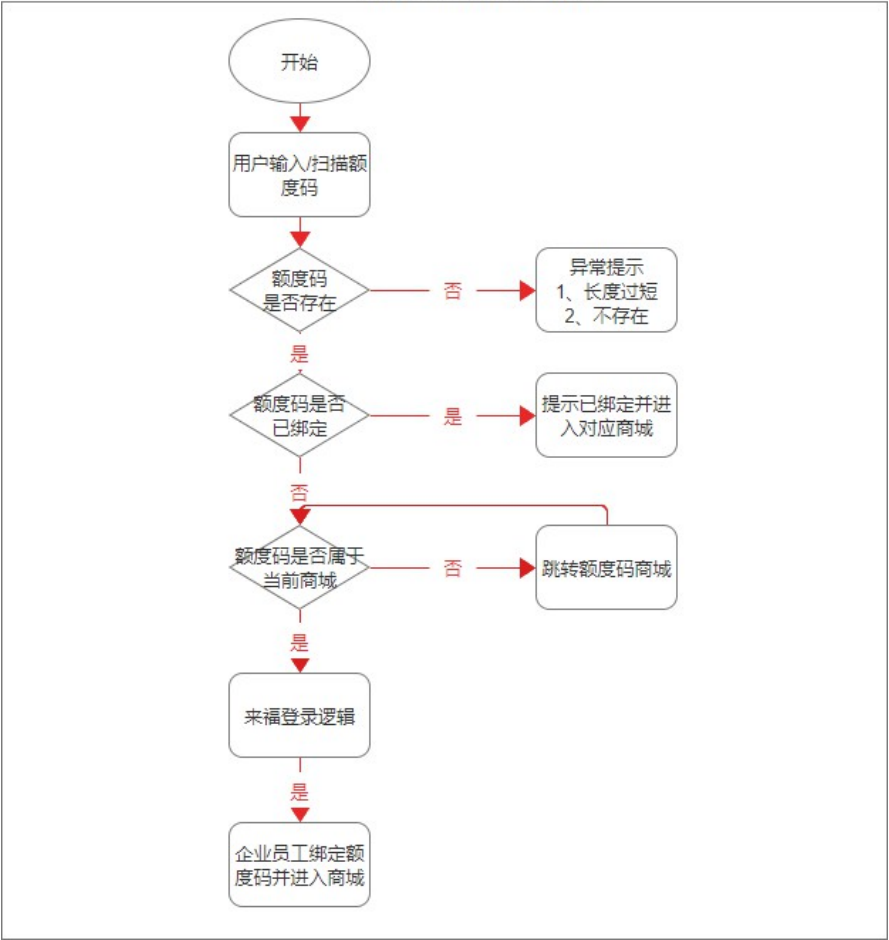 开始
用户输入/扫描额
度码
额度码
是否存在
否
异常提示
1、长度过短
2、不存在
是
额度码是否
已绑定
是
提示已绑定并进
入对应商城
否
额度码是否属于
当前商城
否
跳转额度码商城
是
来福登录逻辑
是
企业员工绑定额
度码并进入商城